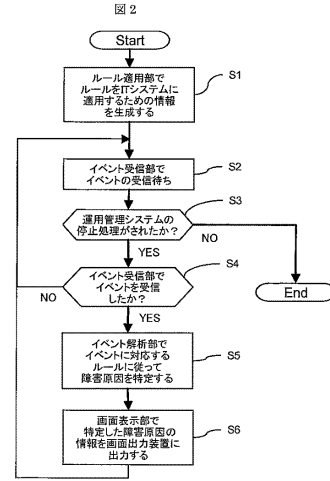 図２
Start
ルール適用部で
ルールをITシステムに
適用するための情報
を生成する
S1
イベント受信部で
イベントの受信待ち
S2
運用管理システムの
停止処理がされたか？
S3
NO
YES
イベント受信部で
イベントを受信
したか？
S4
NO
YES
End
イベント解析部で
イベントに対応する
ルールに従って
障害原因を特定する
S5
画面表示部で
特定した障害原因の
情報を画面出力装置に
出力する
S6